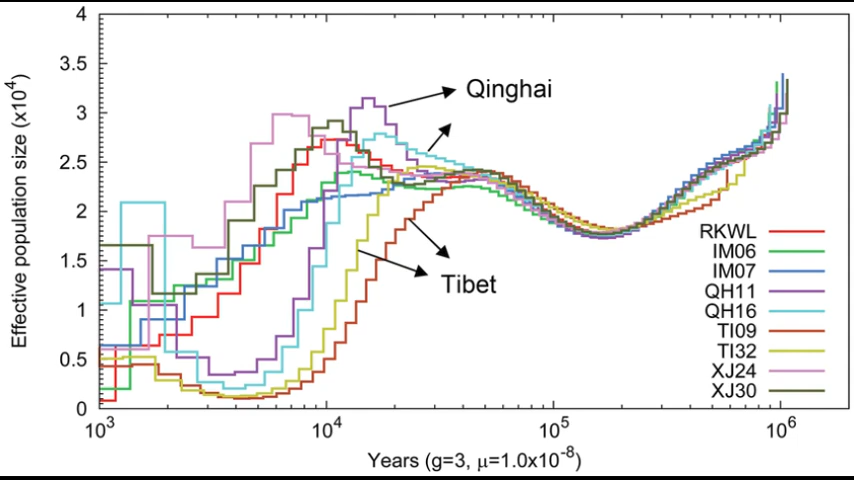 4
3.5
3
2.5
2
1.5
1
0.5
0
Effective population size (x10⁴)
Qinghai
Tibet
RKWL
IM06
IM07
QH11
QH16
TI09
TI32
XJ24
XJ30
10³ 10⁴ 10⁵ 10⁶
Years (g=3, μ=1.0x10⁻⁸)